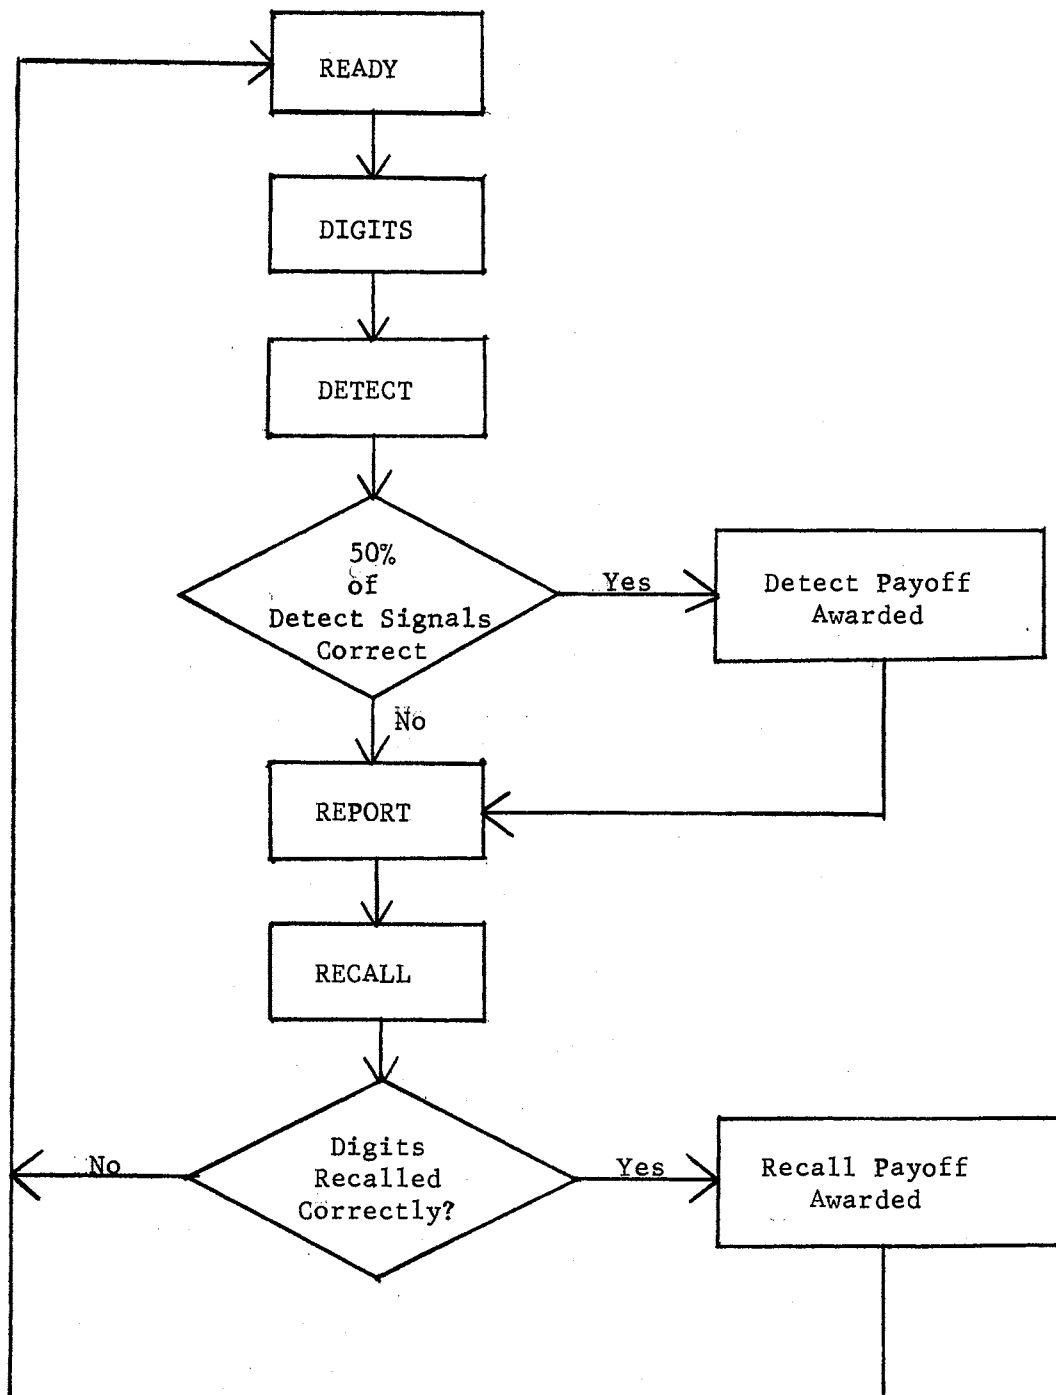 READY
DIGITS
DETECT
50%
of
Detect Signals
Correct
Yes
Detect Payoff
Awarded
No
REPORT
RECALL
Digits
Recalled
Correctly?
No
Yes
Recall Payoff
Awarded